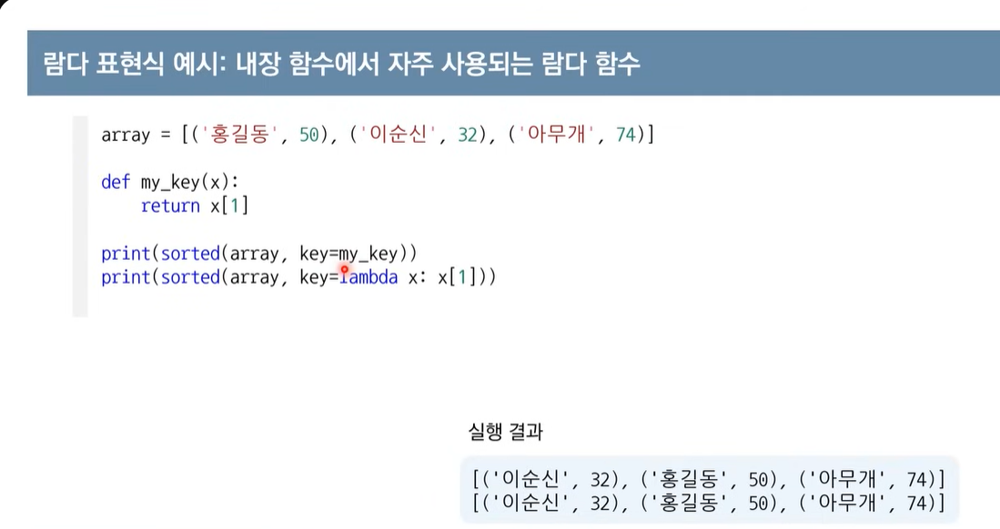 람다 표현식 예시: 내장 함수에서 자주 사용되는 람다 함수
array = [('홍길동', 50), ('이순신', 32), ('아무개', 74)]
def my_key(x):
    return x[1]
print(sorted(array, key=my_key))
print(sorted(array, key=lambda x: x[1]))
실행 결과
[('이순신', 32), ('홍길동', 50), ('아무개', 74)]
[('이순신', 32), ('홍길동', 50), ('아무개', 74)]